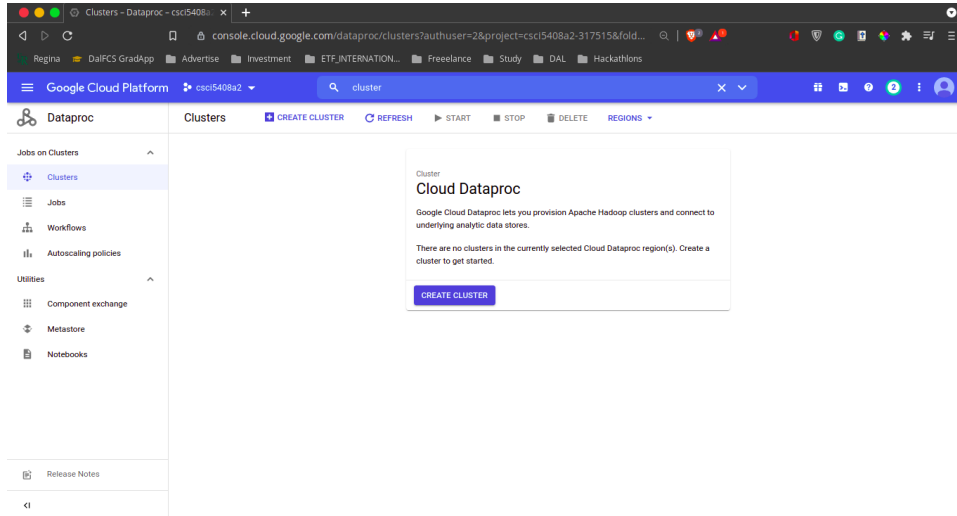 Clusters – Dataproc – csci5408a
console.cloud.google.com/dataproc/clusters?authuser=2&project=csci5408a2-317515&fold...
Regina DalFCS GradApp Advertise Investment ETF_INTERNATION... Freeelance Study DAL Hackathlons
Google Cloud Platform csci5408a2 cluster 2
Dataproc Clusters CREATE CLUSTER REFRESH START STOP DELETE REGIONS
Jobs on Clusters
Clusters
Jobs
Workflows
Autoscaling policies
Utilities
Component exchange
Metastore
Notebooks
Release Notes
Cluster
Cloud Dataproc
Google Cloud Dataproc lets you provision Apache Hadoop clusters and connect to
underlying analytic data stores.
There are no clusters in the currently selected Cloud Dataproc region(s). Create a
cluster to get started.
CREATE CLUSTER